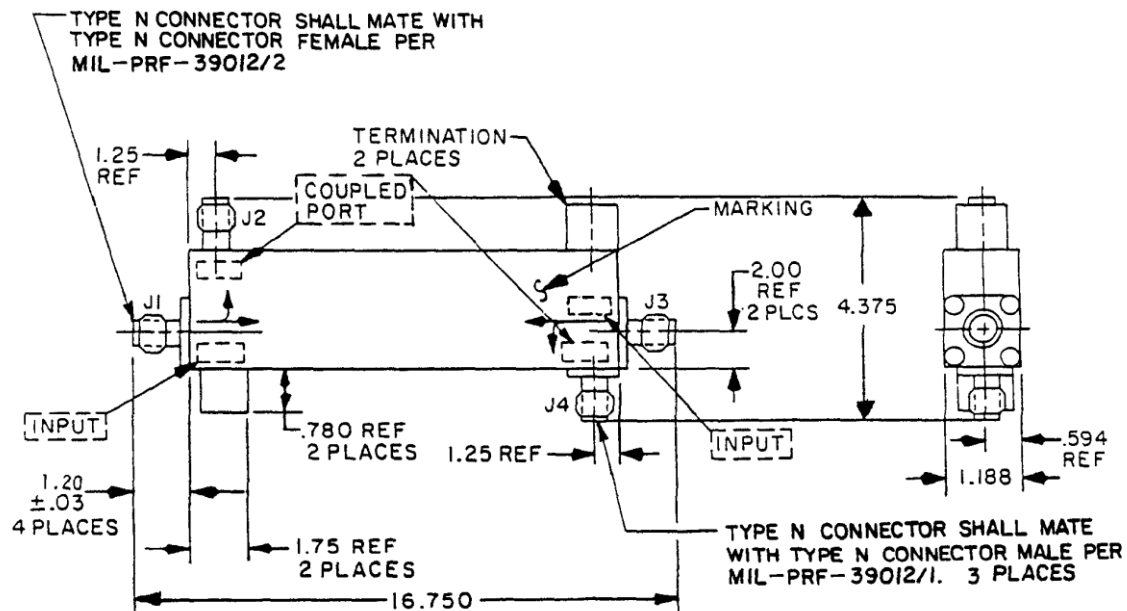 TYPE N CONNECTOR SHALL MATE WITH
TYPE N CONNECTOR FEMALE PER
MIL-PRF-39012/2
1.25
REF
TERMINATION
2 PLACES
COUPLED
PORT
J2
MARKING
J1
J3
2.00
REF
2 PLCS
4.375
INPUT
J4
.780 REF
2 PLACES
1.25 REF
INPUT
.594
REF
1.188
1.20
±.03
4 PLACES
1.75 REF
2 PLACES
TYPE N CONNECTOR SHALL MATE
WITH TYPE N CONNECTOR MALE PER
MIL-PRF-39012/1. 3 PLACES
16.750